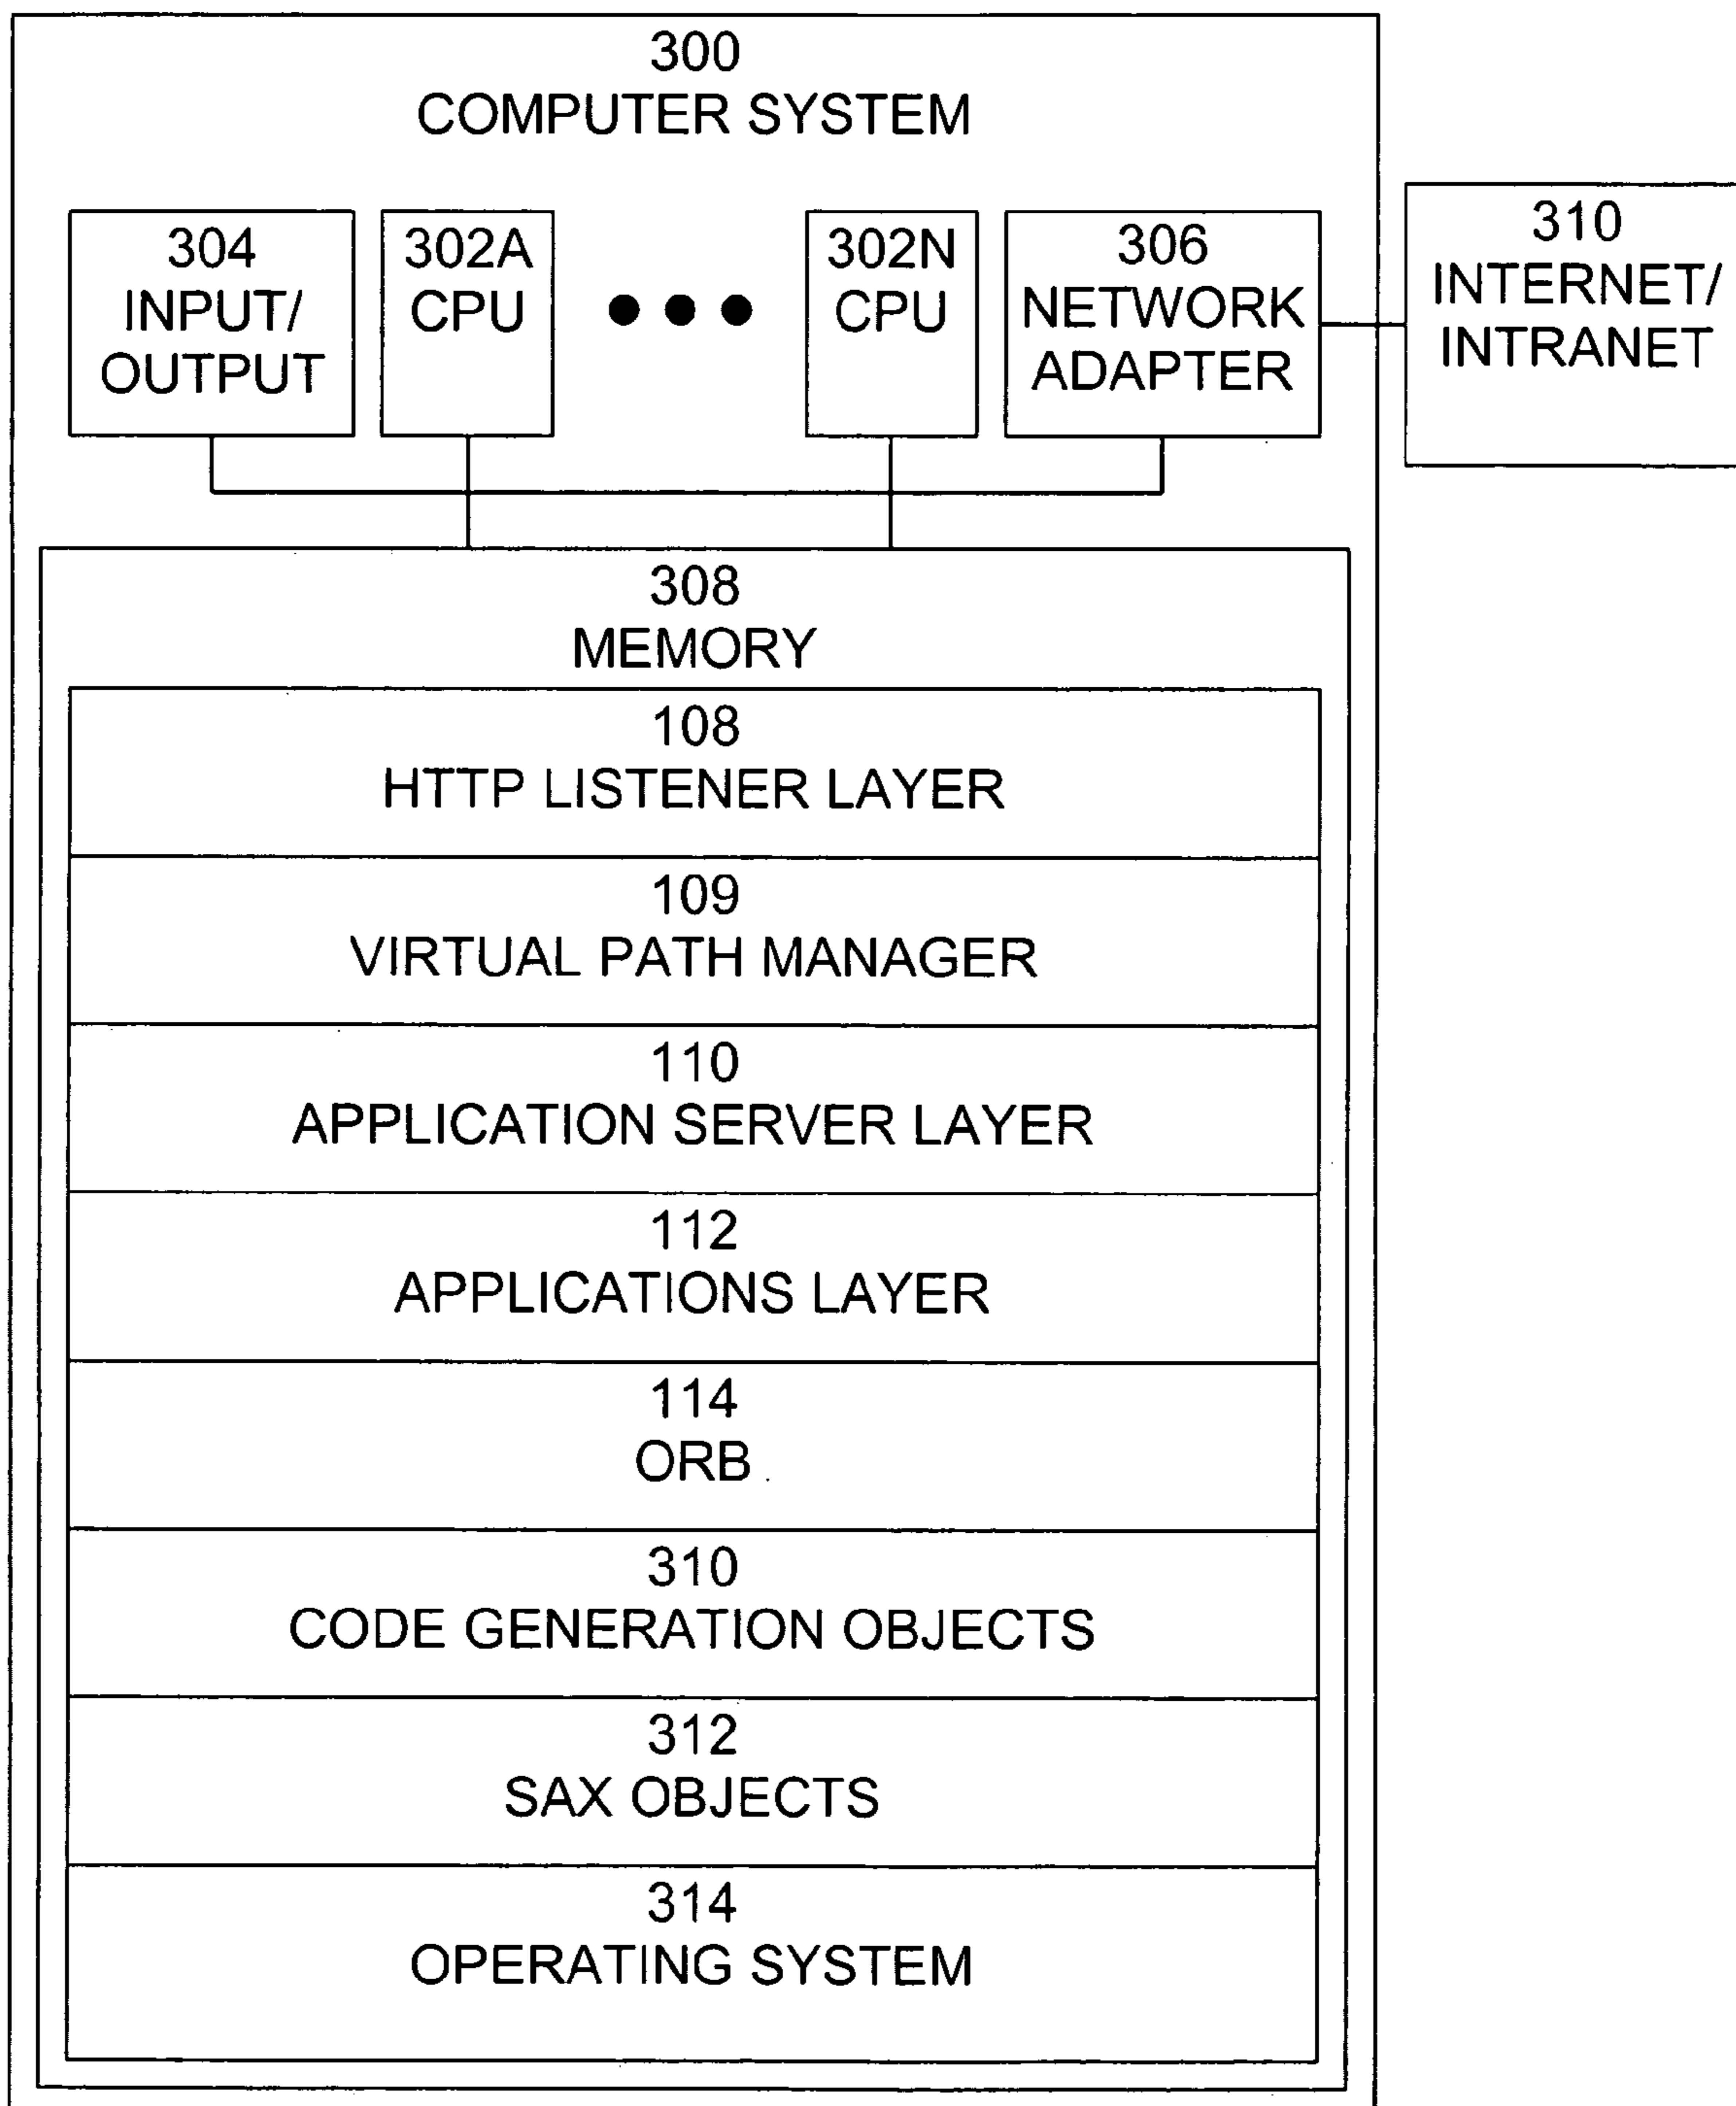 300
COMPUTER SYSTEM
304
INPUT/
OUTPUT
302A
CPU
302N
CPU
306
NETWORK
ADAPTER
310
INTERNET/
INTRANET
308
MEMORY
108
HTTP LISTENER LAYER
109
VIRTUAL PATH MANAGER
110
APPLICATION SERVER LAYER
112
APPLICATIONS LAYER
114
ORB
310
CODE GENERATION OBJECTS
312
SAX OBJECTS
314
OPERATING SYSTEM